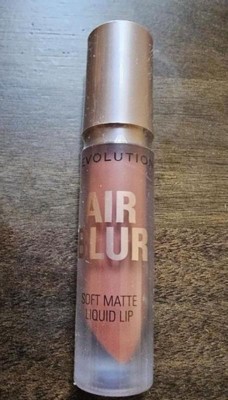 REVOLUTION
AIR
BLUR
SOFT MATTE
LIQUID LIP